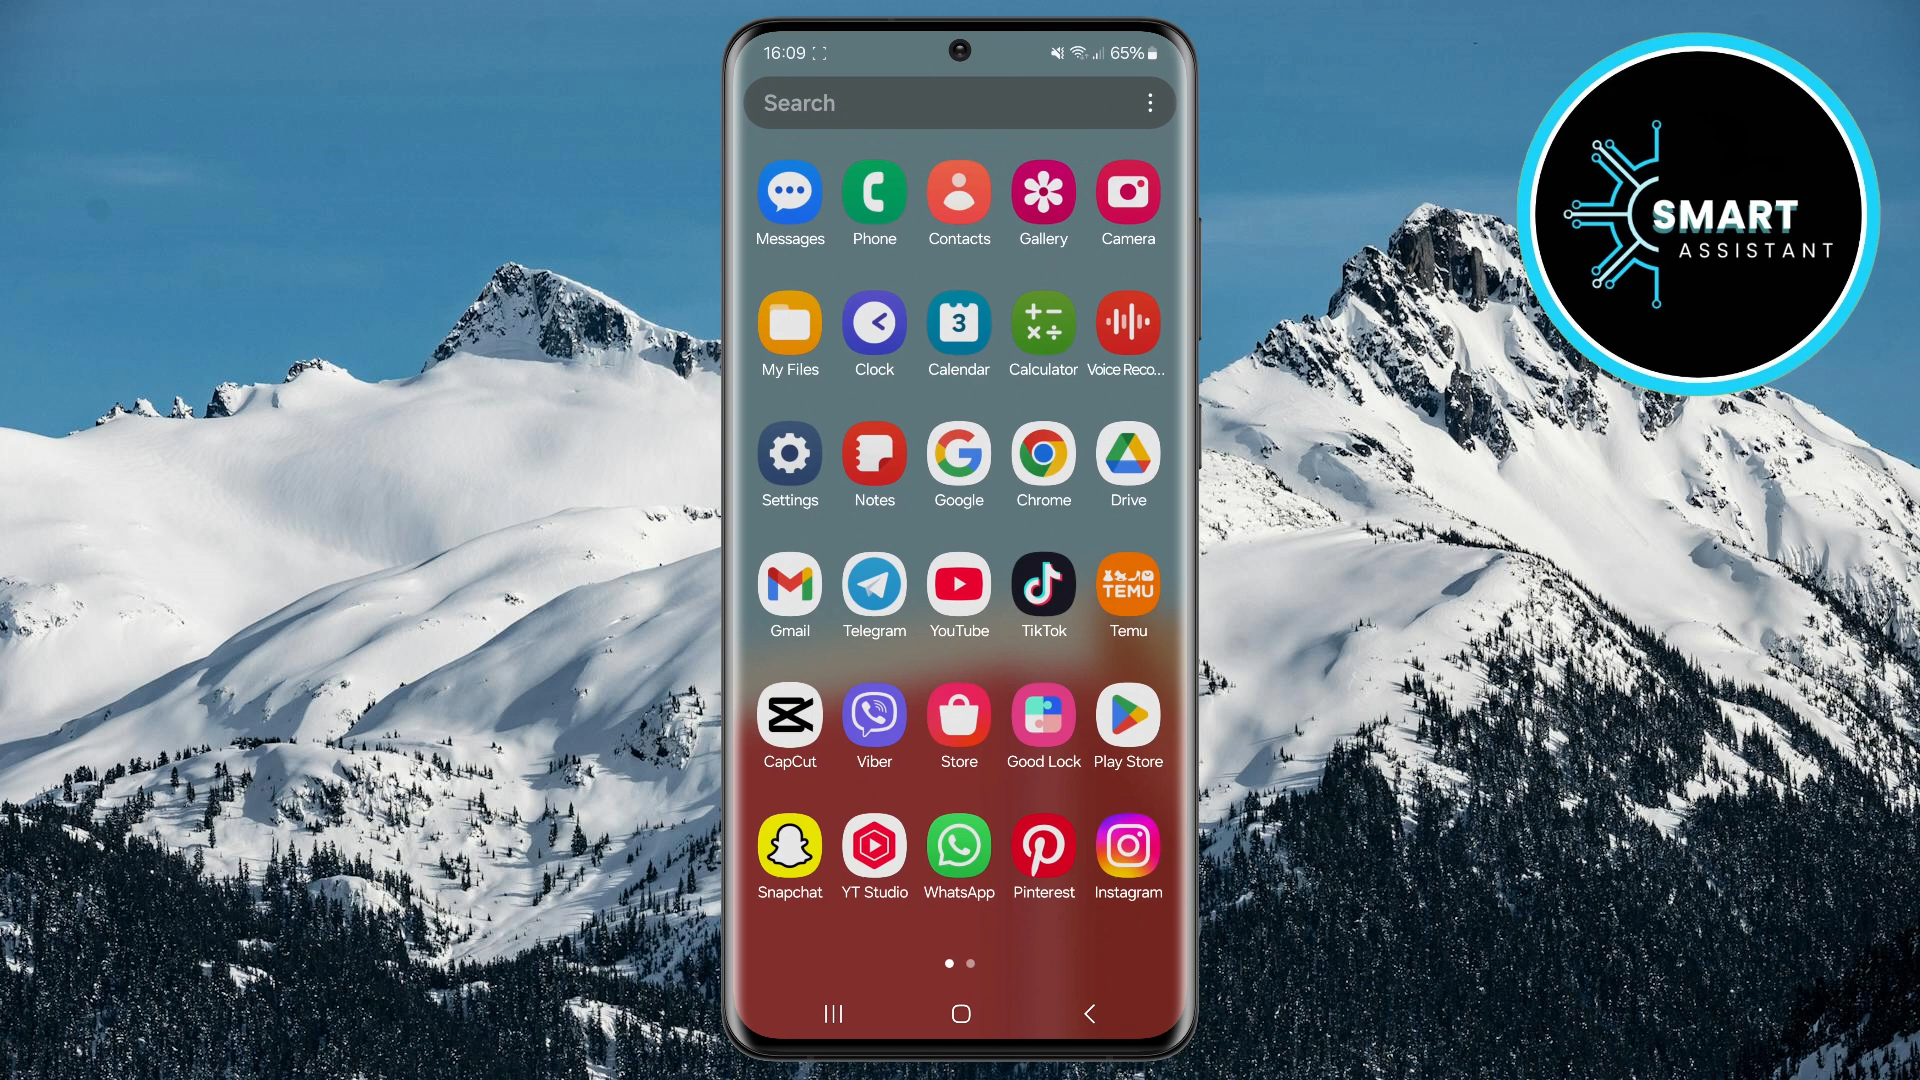 16:09
65%
Search
Messages Phone Contacts Gallery Camera
3
My Files Clock Calendar Calculator Voice Reco...
Settings Notes Google Chrome Drive
TEMU
Gmail Telegram YouTube TikTok Temu
CapCut Viber Store Good Lock Play Store
Snapchat YT Studio WhatsApp Pinterest Instagram
SMART
ASSISTANT